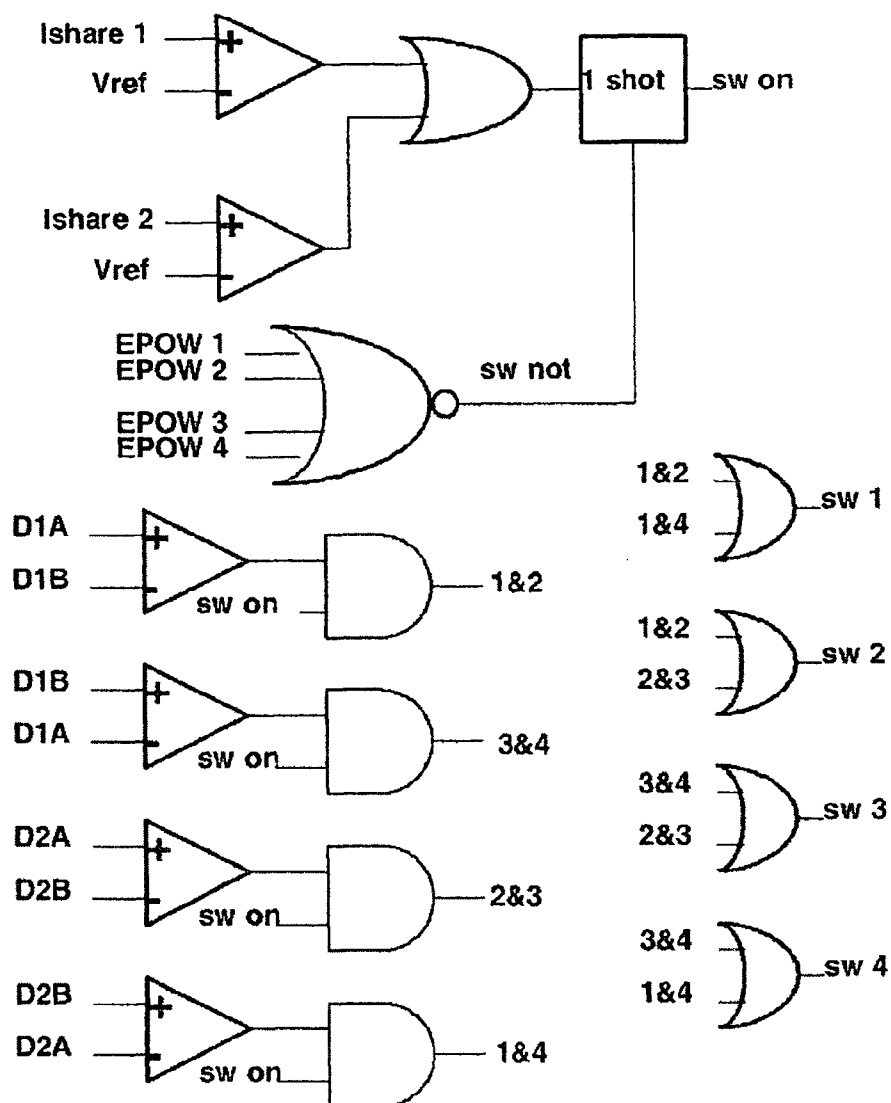 Ishare 1
+
Vref
-
1 shot
sw on
Ishare 2
+
Vref
-
EPOW 1
EPOW 2
EPOW 3
EPOW 4
sw not
D1A
+
D1B
-
sw on
1&2
D1B
+
D1A
-
sw on
3&4
D2A
+
D2B
-
sw on
2&3
D2B
+
D2A
-
sw on
1&4
1&2
1&4
sw 1
1&2
2&3
sw 2
3&4
2&3
sw 3
3&4
1&4
sw 4